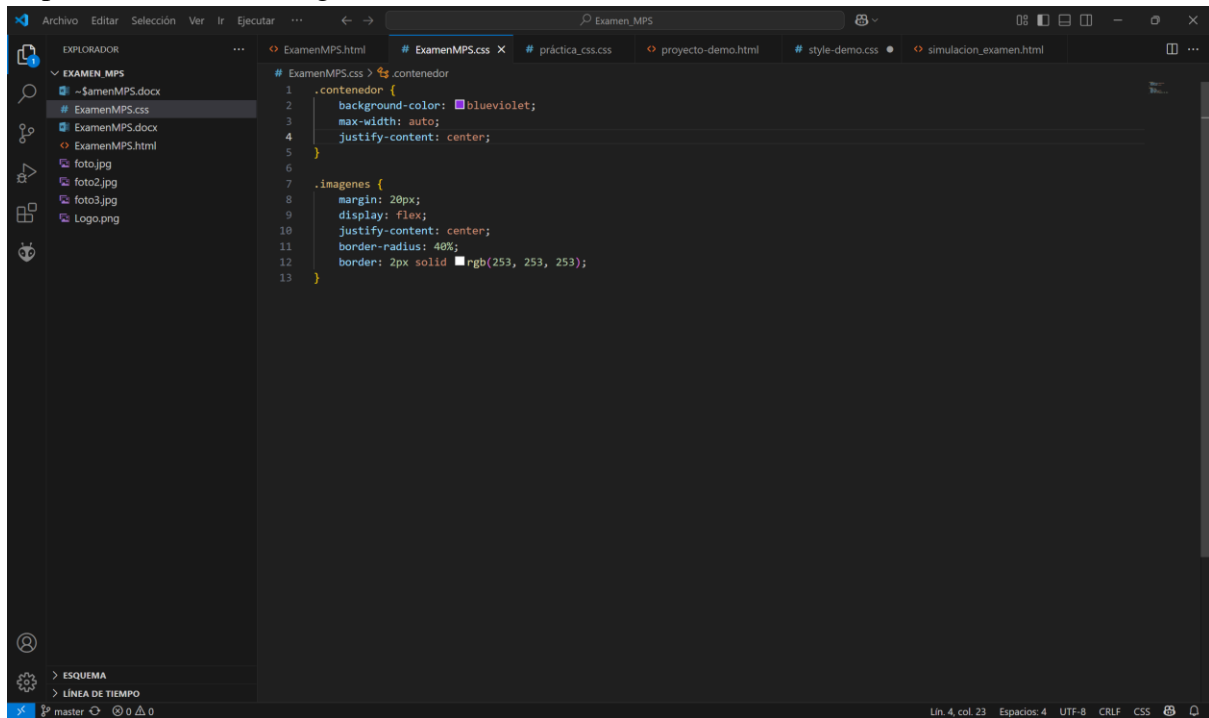 Archivo Editar Selección Ver Ir Ejecutar ··· Examen_MPS
EXPLORADOR ···
ExamenMPS.html # ExamenMPS.css # práctica_css.css proyecto-demo.html # style-demo.css simulacion_examen.html
EXAMEN_MPS
~$amenMPS.docx
# ExamenMPS.css
ExamenMPS.docx
ExamenMPS.html
foto.jpg
foto2.jpg
foto3.jpg
Logo.png
# ExamenMPS.css > .contenedor
1 .contenedor {
2 background-color: blueviolet;
3 max-width: auto;
4 justify-content: center;
5 }
6
7 .imagenes {
8 margin: 20px;
9 display: flex;
10 justify-content: center;
11 border-radius: 40%;
12 border: 2px solid rgb(253, 253, 253);
13 }
1
ESQUEMA
LÍNEA DE TIEMPO
master 0 0 Lín. 4, col. 23 Espacios: 4 UTF-8 CRLF CSS